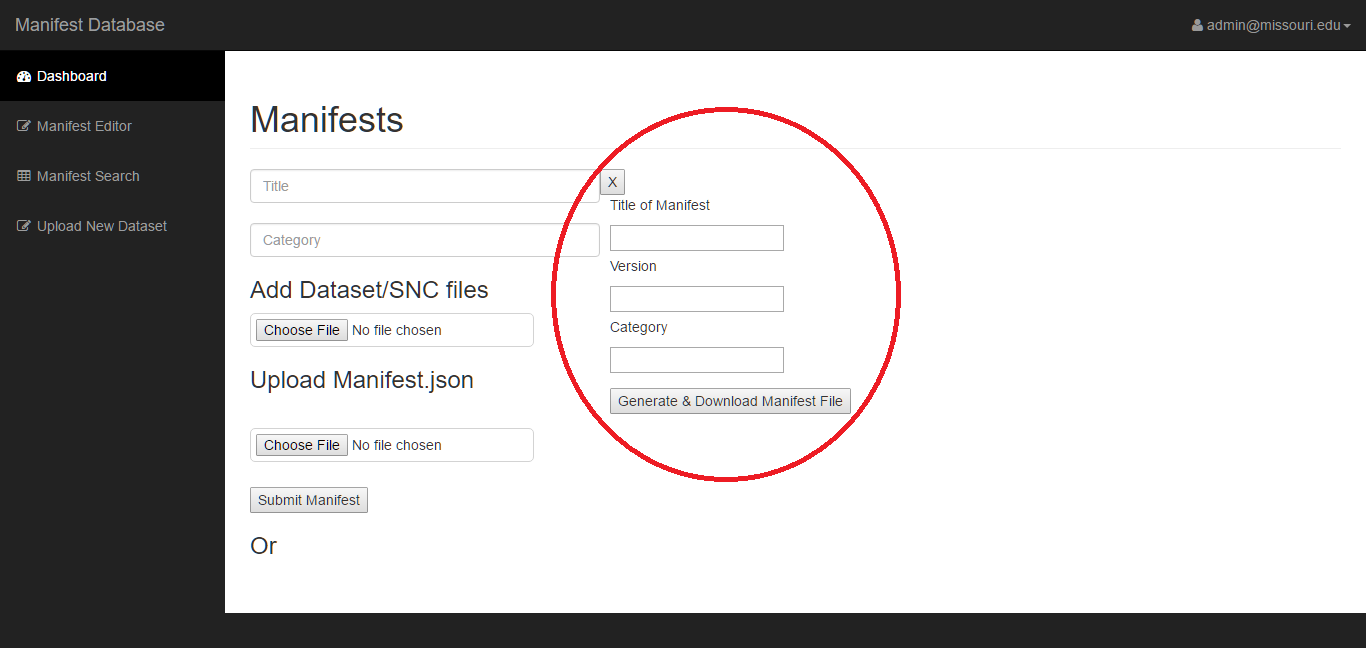 Manifest Database
admin@missouri.edu
Dashboard
Manifest Editor
Manifest Search
Upload New Dataset
Manifests
Title
Category
Add Dataset/SNC files
Choose File No file chosen
Upload Manifest.json
Choose File No file chosen
Submit Manifest
Or
X
Title of Manifest
Version
Category
Generate & Download Manifest File